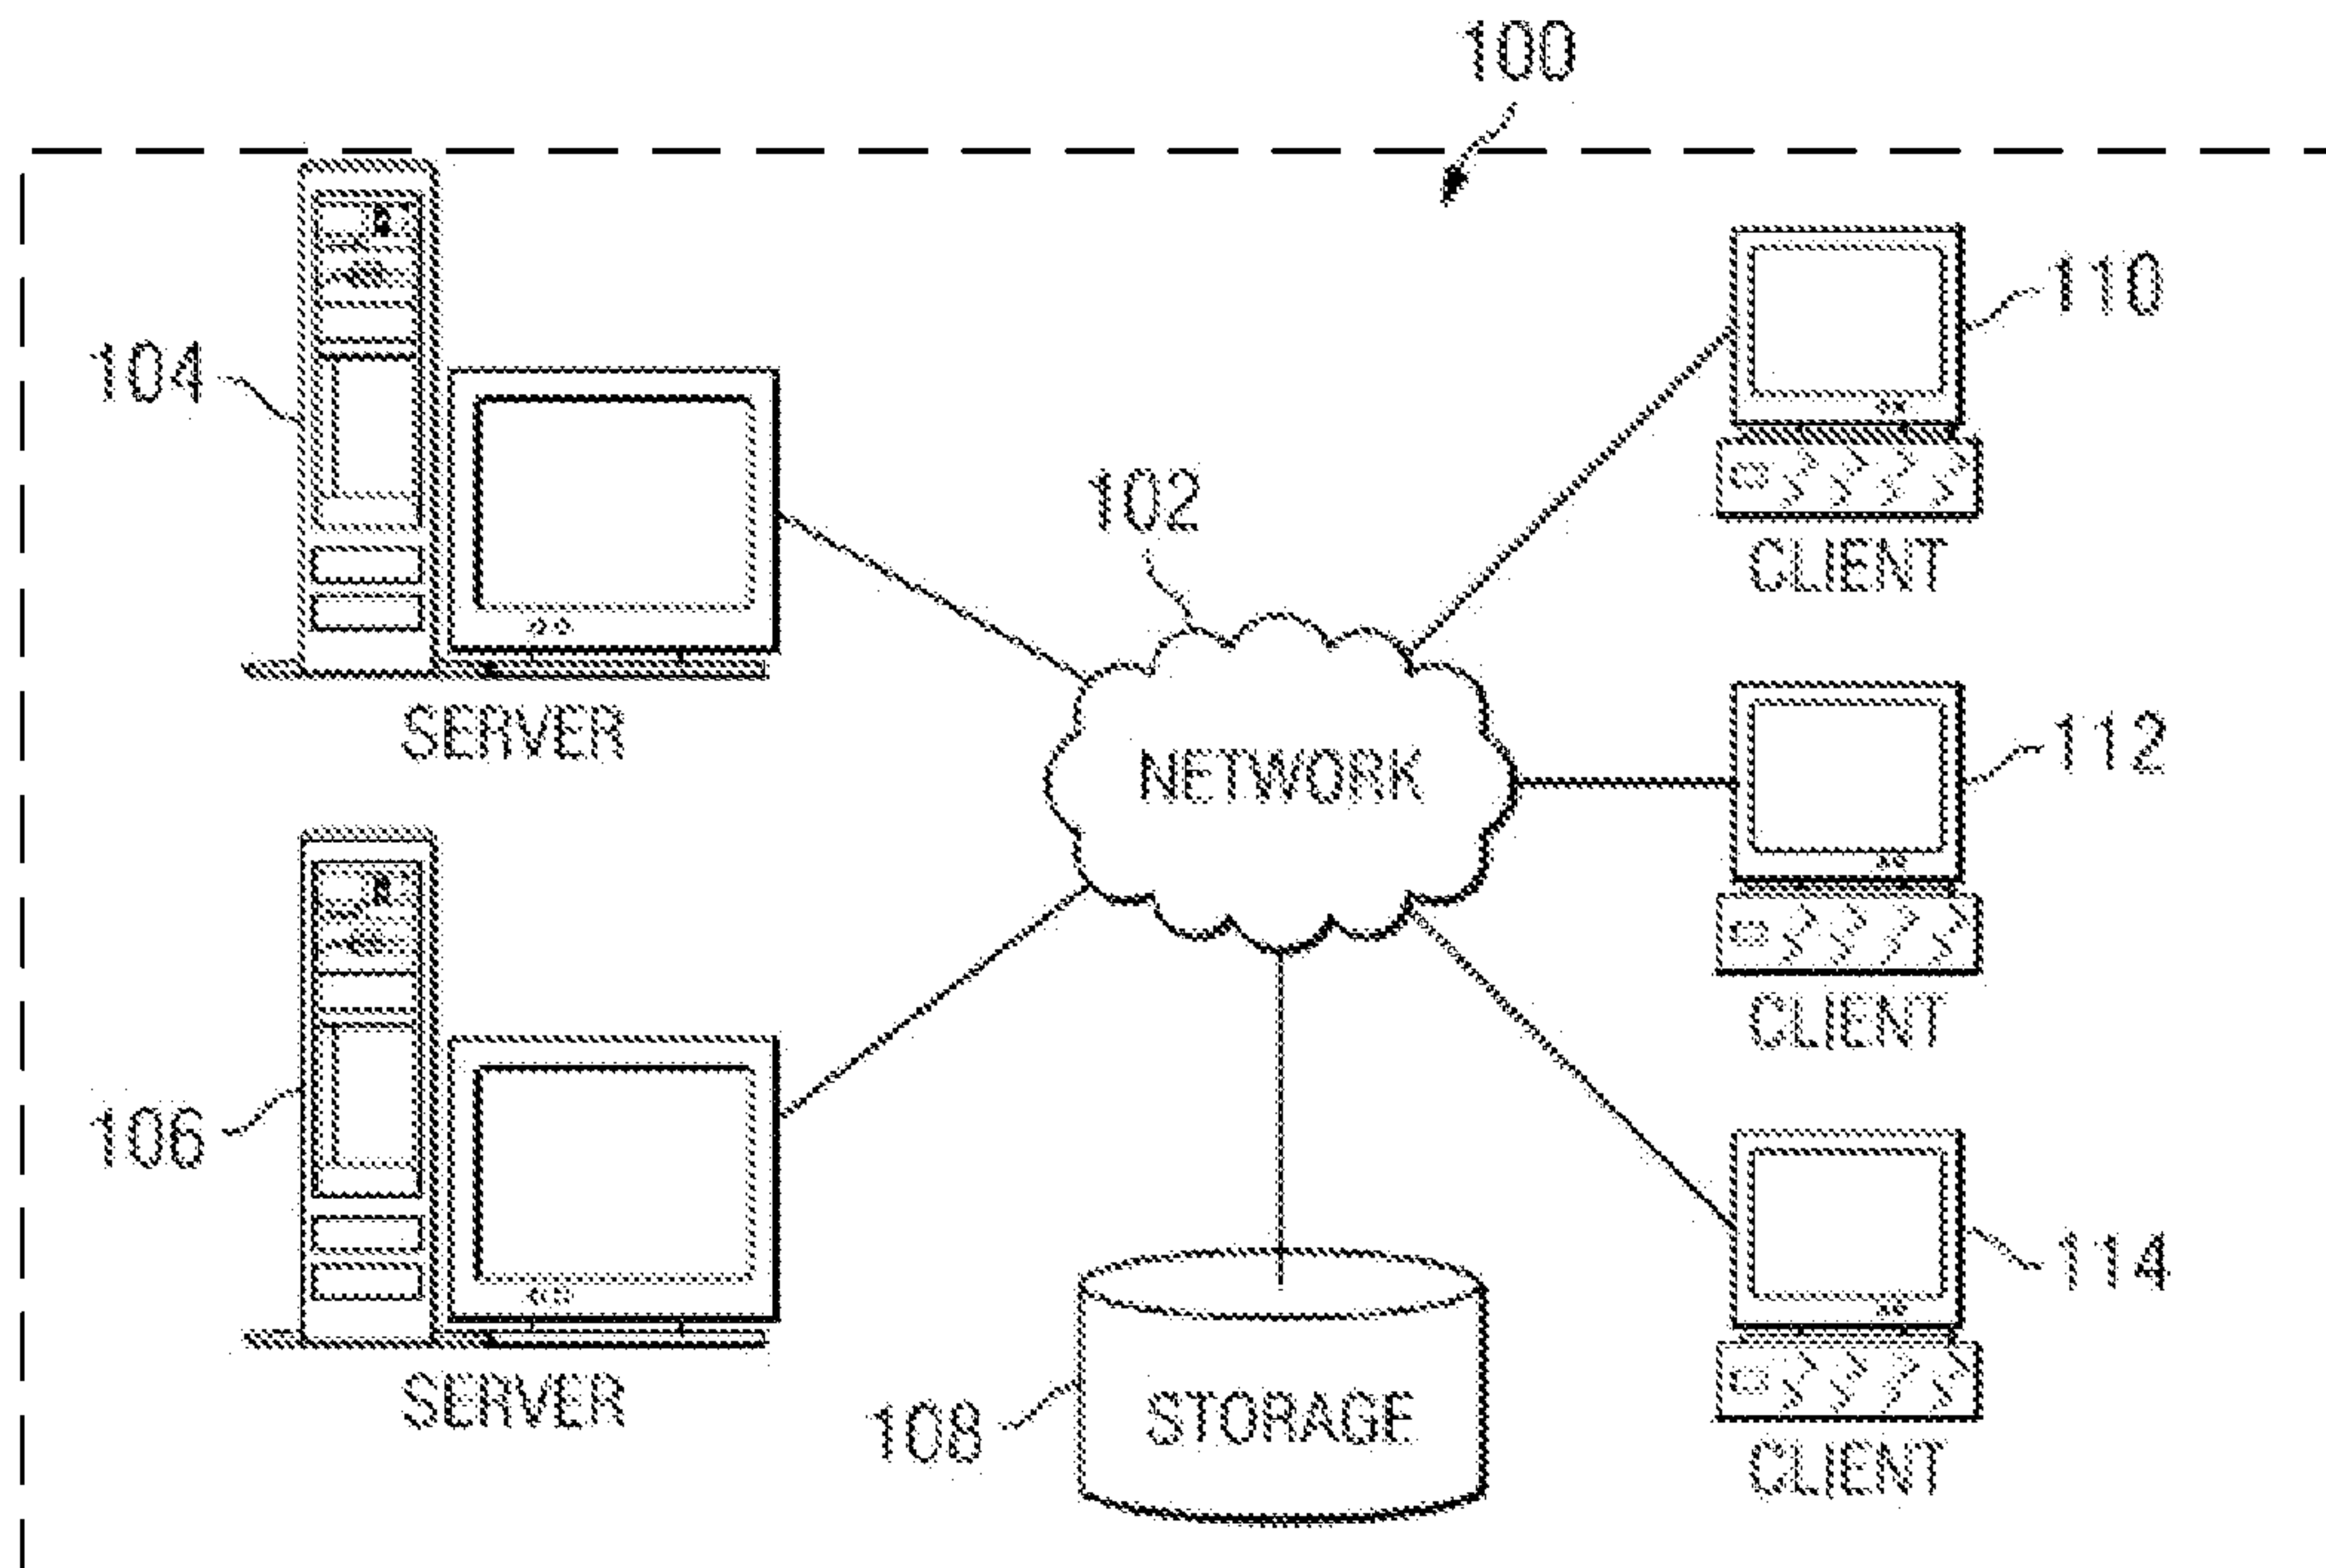 100
104
110
102
CLIENT
SERVER
NETWORK
112
106
CLIENT
114
SERVER
108
STORAGE
CLIENT